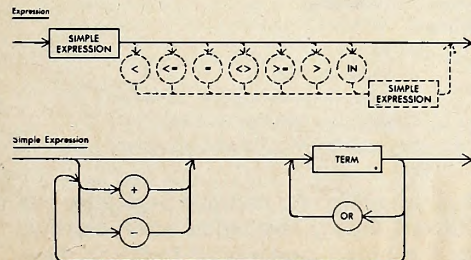 Expression
SIMPLE
EXPRESSION
< <= = <> >= > IN
SIMPLE
EXPRESSION
Simple Expression
TERM
+
OR
-